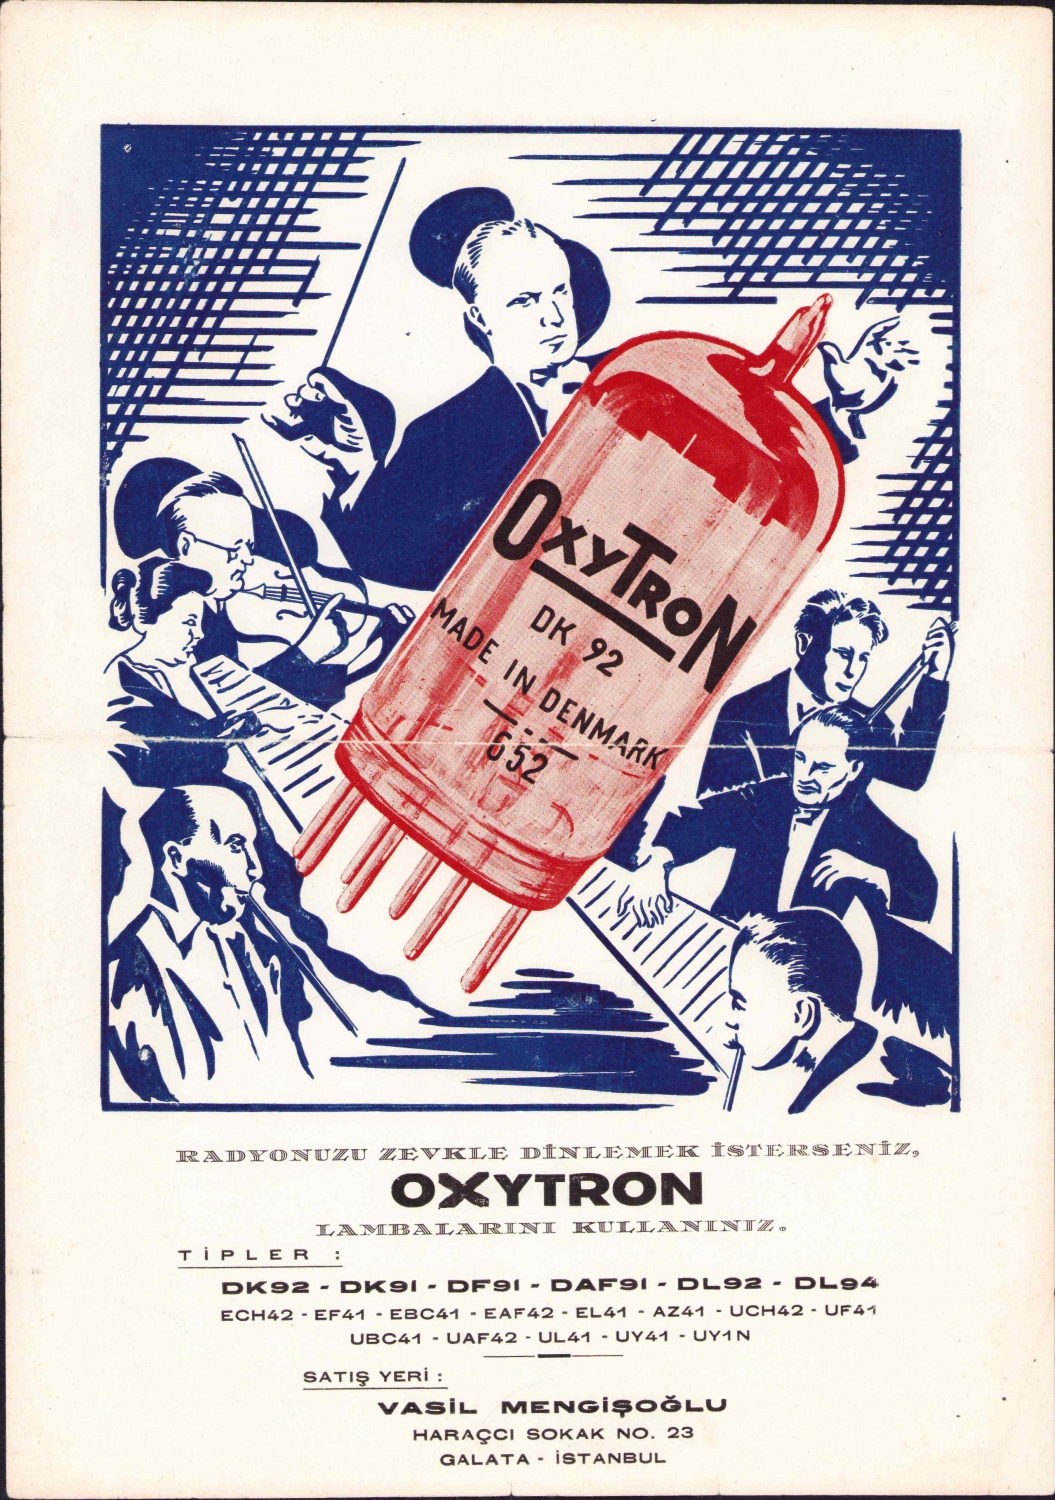 OXYTRON
DK 92
MADE IN DENMARK
652
RADYONUZU ZEVKLE DİNLEMEK İSTERSENİZ,
OXYTRON
LAMBALARINI KULLANINIZ.
TİPLER :
DK92 - DK91 - DF91 - DAF91 - DL92 - DL94
ECH42 - EF41 - EBC41 - EAF42 - EL41 - AZ41 - UCH42 - UF41
UBC41 - UAF42 - UL41 - UY41 - UY1N
SATIŞ YERİ :
VASİL MENGİŞOĞLU
HARAÇCI SOKAK NO. 23
GALATA - İSTANBUL